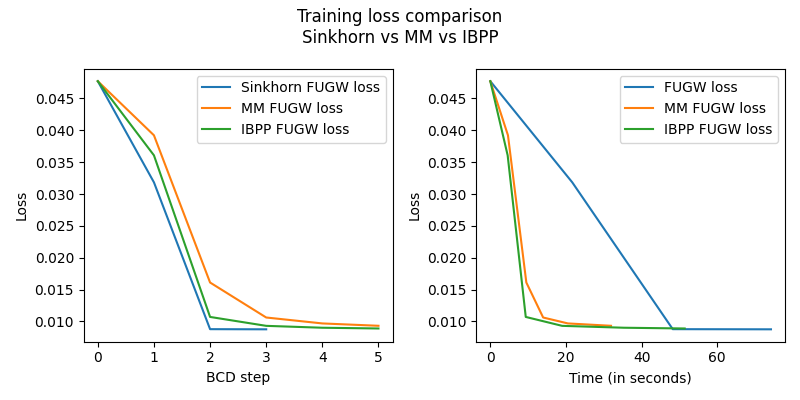 Training loss comparison
Sinkhorn vs MM vs IBPP
Sinkhorn FUGW loss
MM FUGW loss
IBPP FUGW loss
0.045
0.040
0.035
0.030
0.025
0.020
0.015
0.010
Loss
0 1 2 3 4 5
BCD step
FUGW loss
MM FUGW loss
IBPP FUGW loss
0.045
0.040
0.035
0.030
0.025
0.020
0.015
0.010
Loss
0 20 40 60
Time (in seconds)